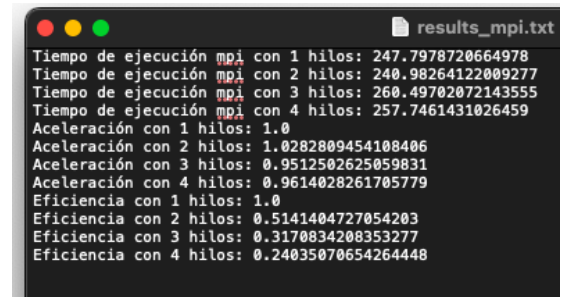 results_mpi.txt
Tiempo de ejecución mpi con 1 hilos: 247.7978720664978
Tiempo de ejecución mpi con 2 hilos: 240.98264122009277
Tiempo de ejecución mpi con 3 hilos: 260.49702072143555
Tiempo de ejecución mpi con 4 hilos: 257.7461431026459
Aceleración con 1 hilos: 1.0
Aceleración con 2 hilos: 1.0282809454108406
Aceleración con 3 hilos: 0.9512502625059831
Aceleración con 4 hilos: 0.9614028261705779
Eficiencia con 1 hilos: 1.0
Eficiencia con 2 hilos: 0.5141404727054203
Eficiencia con 3 hilos: 0.3170834208353277
Eficiencia con 4 hilos: 0.24035070654264448